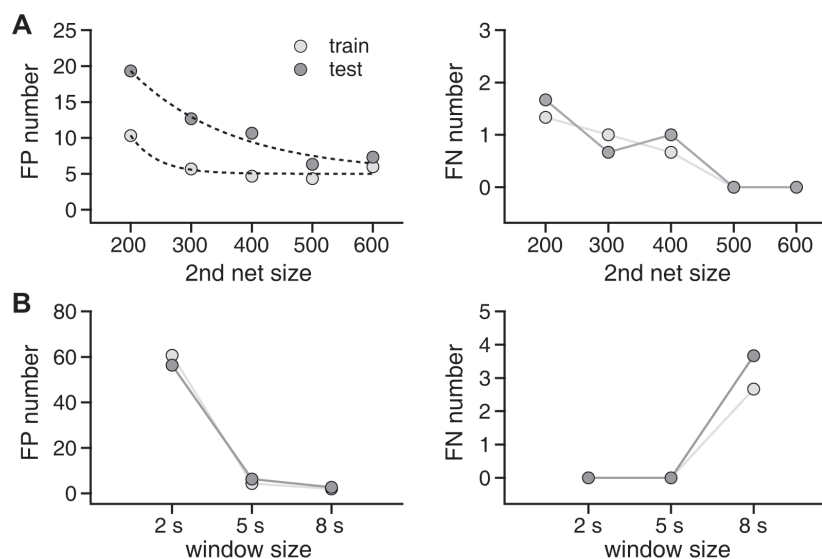 A
FP number
25
20
15
10
5
0
train
test
200 300 400 500 600
2nd net size
FN number
3
2
1
0
200 300 400 500 600
2nd net size
B
FP number
80
60
40
20
0
2 s 5 s 8 s
window size
FN number
5
4
3
2
1
0
2 s 5 s 8 s
window size